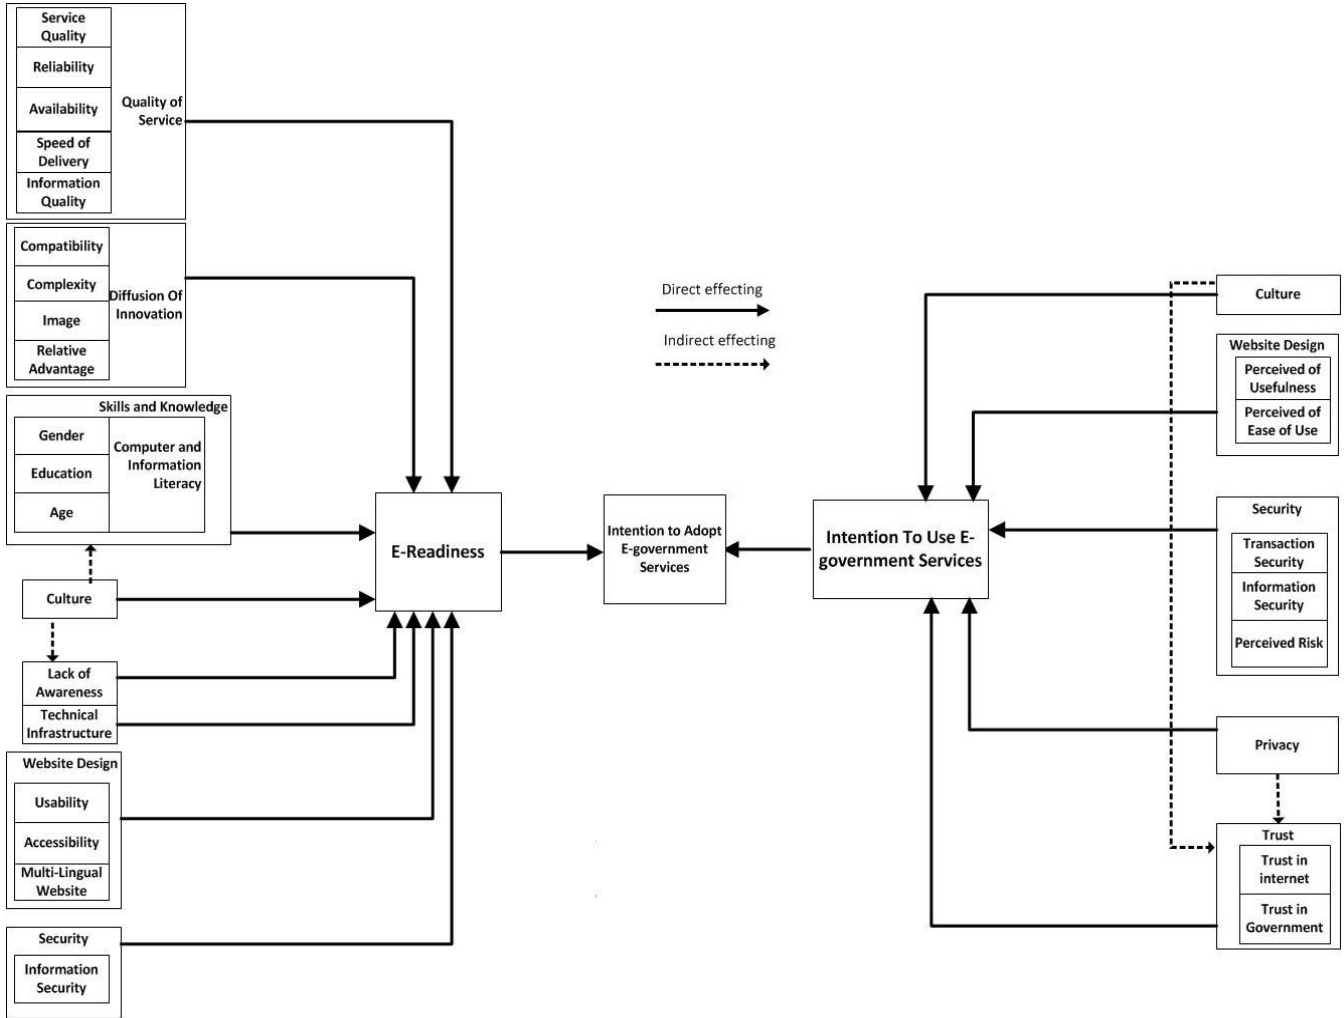 Service
Quality
Reliability
Availability
Speed of
Delivery
Information
Quality
Quality of
Service
Compatibility
Complexity
Image
Relative
Advantage
Diffusion Of
Innovation
Skills and Knowledge
Gender
Education
Age
Computer and
Information
Literacy
Culture
Lack of
Awareness
Technical
Infrastructure
Website Design
Usability
Accessibility
Multi-Lingual
Website
Security
Information
Security
E-Readiness
Direct effecting
Indirect effecting
Intention to Adopt
E-government
Services
Intention To Use E-
government Services
Culture
Website Design
Perceived of
Usefulness
Perceived of
Ease of Use
Security
Transaction
Security
Information
Security
Perceived Risk
Privacy
Trust
Trust in
internet
Trust in
Government